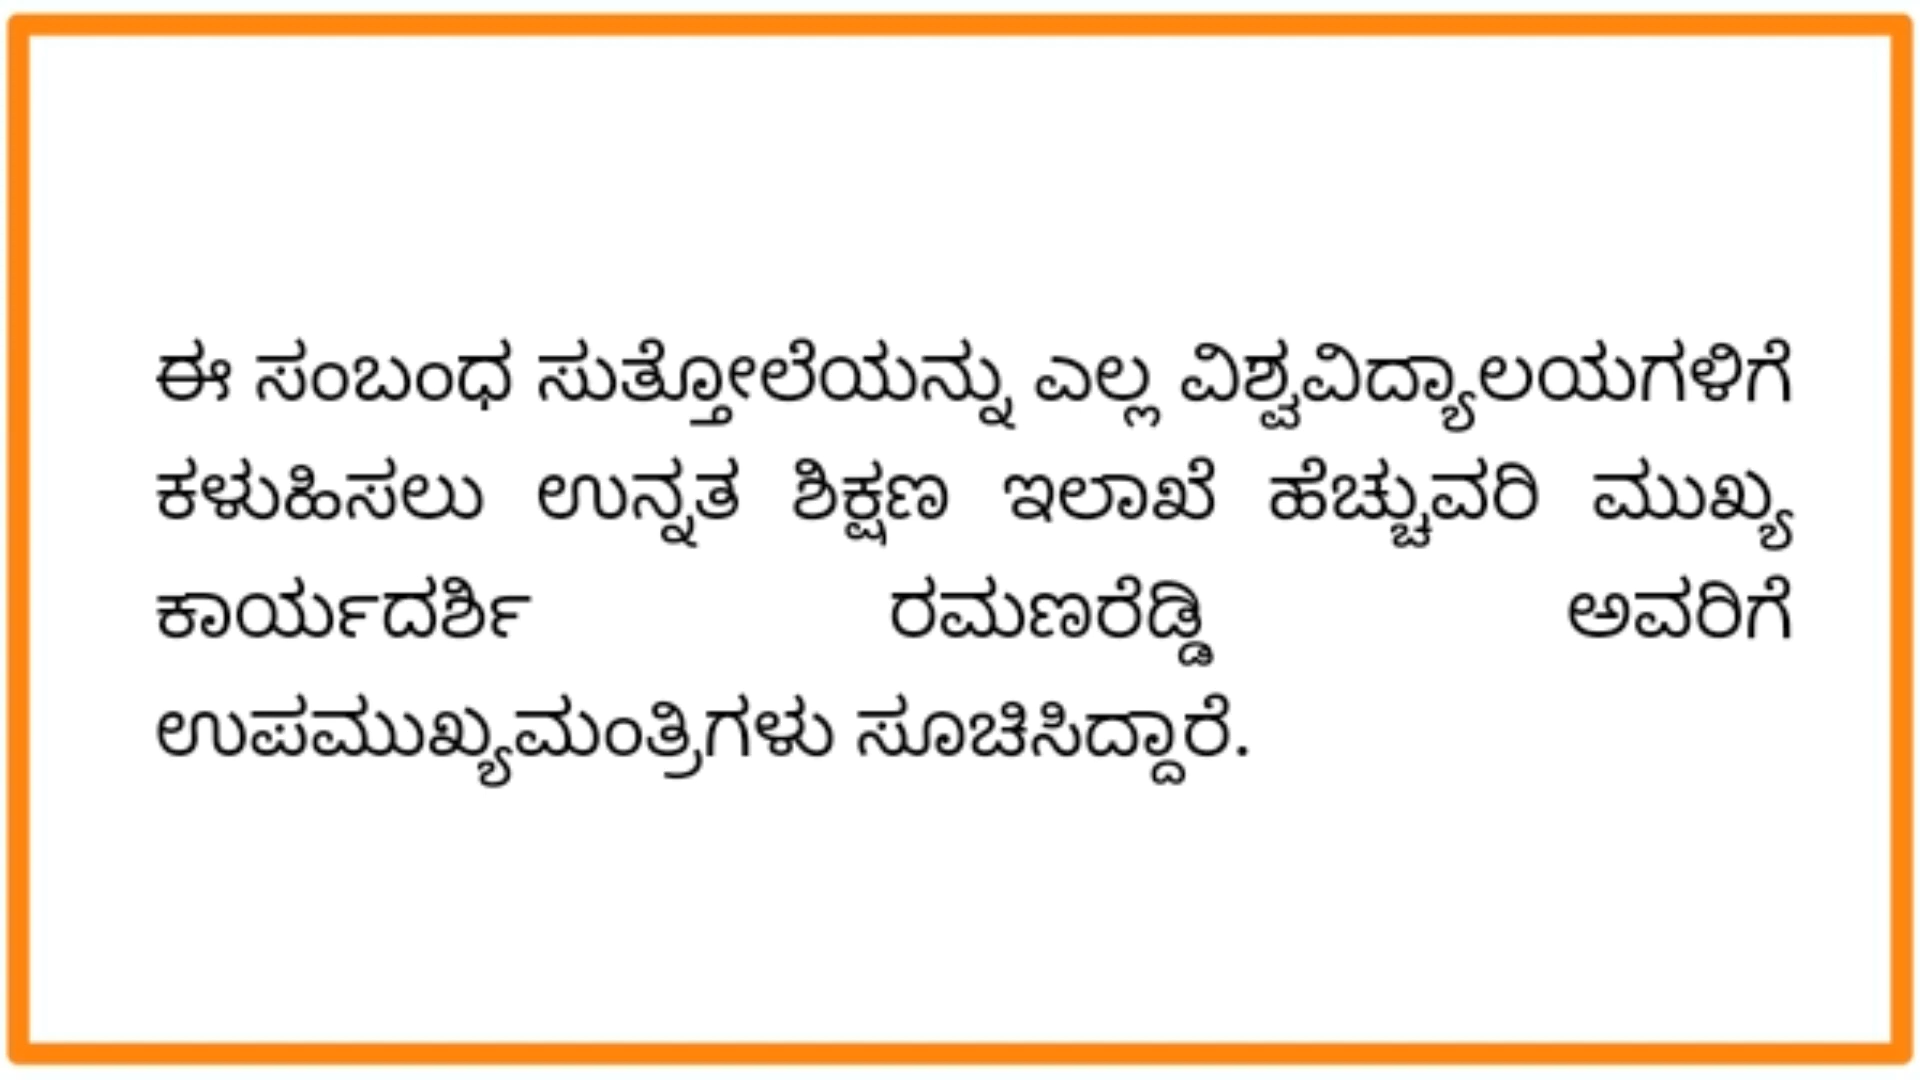 ಈ ಸಂಬಂಧ ಸುತ್ತೋಲೆಯನ್ನು ಎಲ್ಲ ವಿಶ್ವವಿದ್ಯಾಲಯಗಳಿಗೆ
ಕಳುಹಿಸಲು ಉನ್ನತ ಶಿಕ್ಷಣ ಇಲಾಖೆ ಹೆಚ್ಚುವರಿ ಮುಖ್ಯ
ಕಾರ್ಯದರ್ಶಿ ರಮಣರೆಡ್ಡಿ ಅವರಿಗೆ
ಉಪಮುಖ್ಯಮಂತ್ರಿಗಳು ಸೂಚಿಸಿದ್ದಾರೆ.